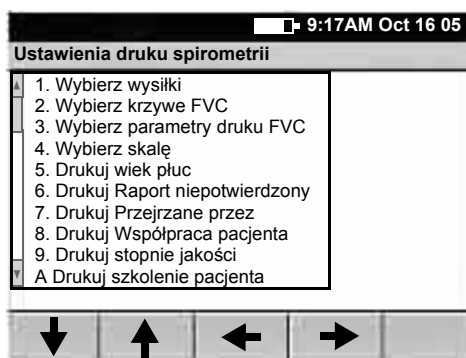 9:17AM Oct 16 05
Ustawienia druku spirometrii
1. Wybierz wysiłki
2. Wybierz krzywe FVC
3. Wybierz parametry druku FVC
4. Wybierz skalę
5. Drukuj wiek płuc
6. Drukuj Raport niepotwierdzony
7. Drukuj Przejrzane przez
8. Drukuj Współpraca pacjenta
9. Drukuj stopnie jakości
A Drukuj szkolenie pacjenta